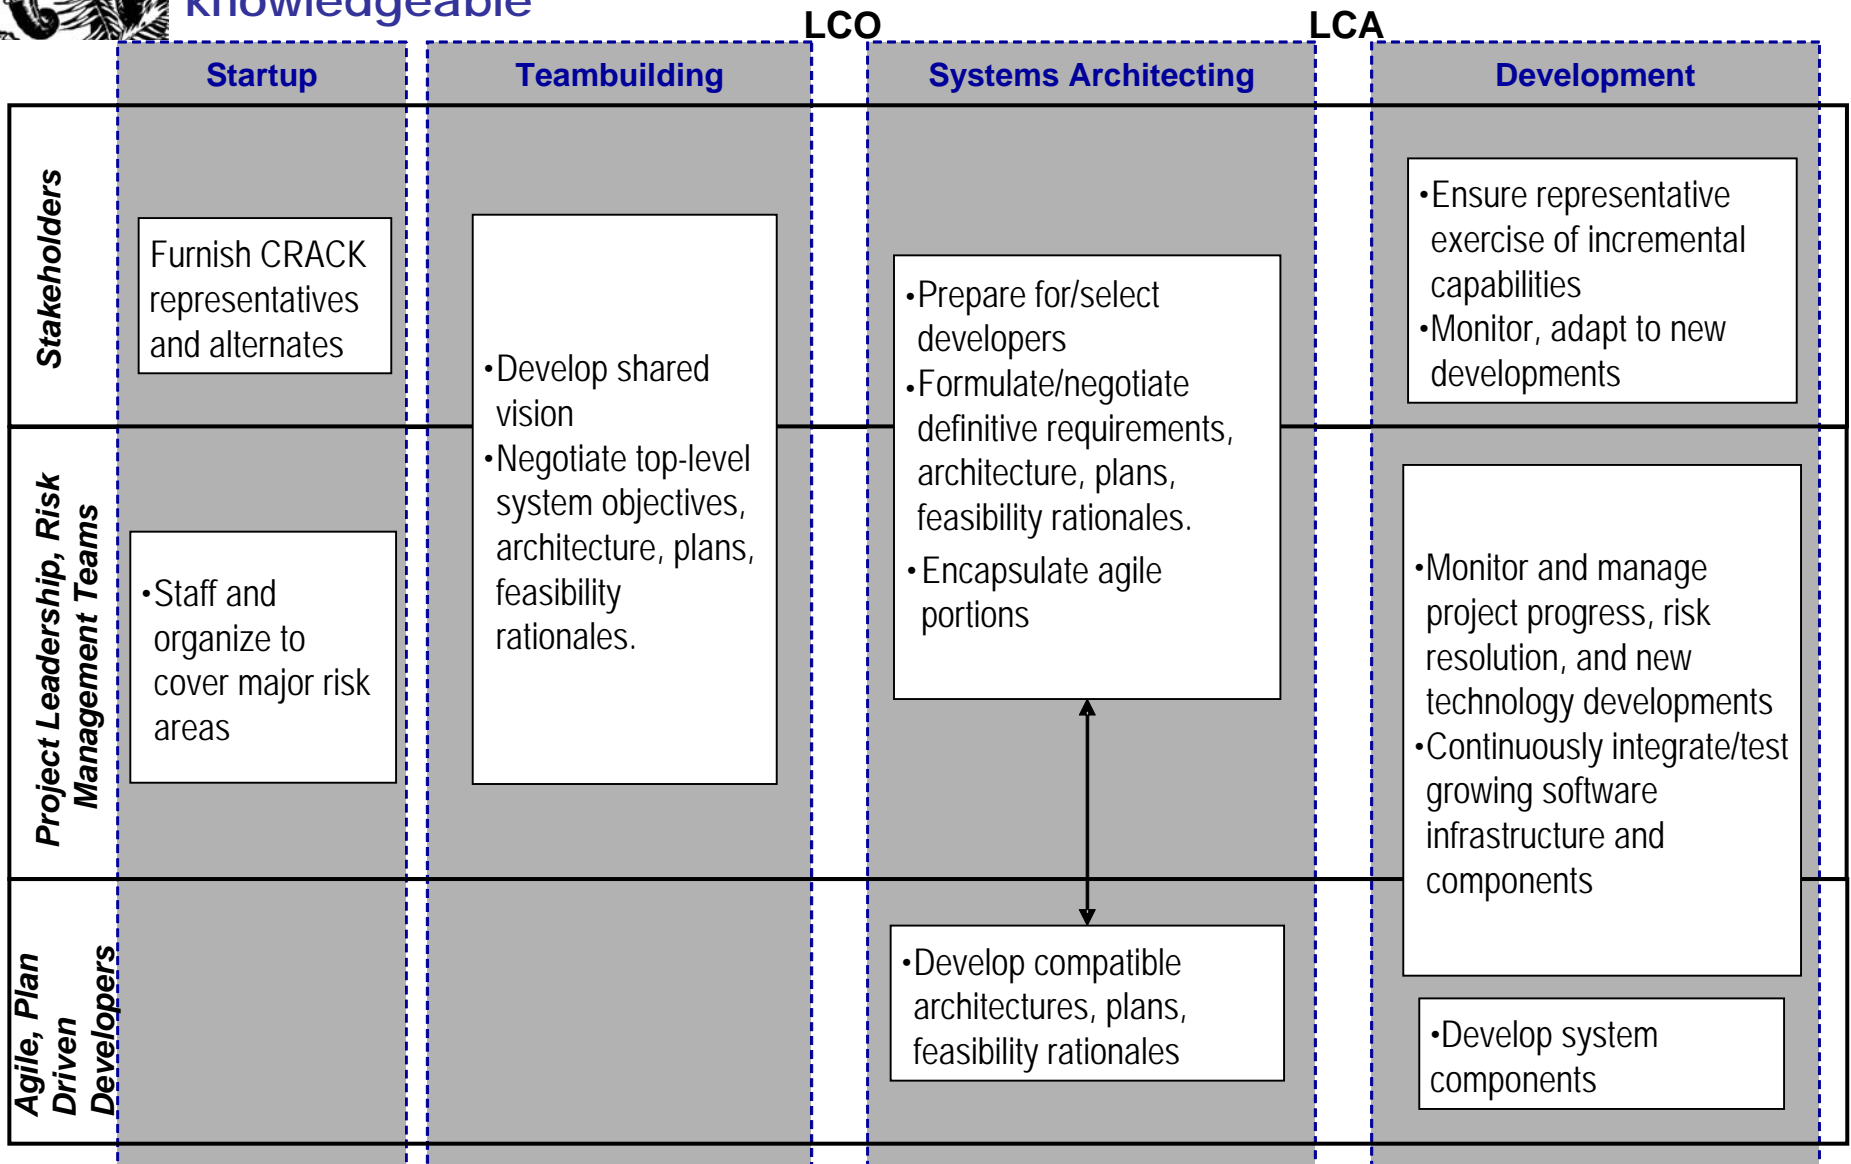 knowledgeable
LCO
LCA
Startup
Teambuilding
Systems Architecting
Development
Stakeholders
Furnish CRACK
representatives
and alternates
•Develop shared
vision
•Negotiate top-level
system objectives,
architecture, plans,
feasibility
rationales.
•Prepare for/select
developers
•Formulate/negotiate
definitive requirements,
architecture, plans,
feasibility rationales.
•Encapsulate agile
portions
•Ensure representative
exercise of incremental
capabilities
•Monitor, adapt to new
developments
Project Leadership, Risk
Management Teams
•Staff and
organize to
cover major risk
areas
•Monitor and manage
project progress, risk
resolution, and new
technology developments
•Continuously integrate/test
growing software
infrastructure and
components
Agile, Plan
Driven
Developers
•Develop compatible
architectures, plans,
feasibility rationales
•Develop system
components